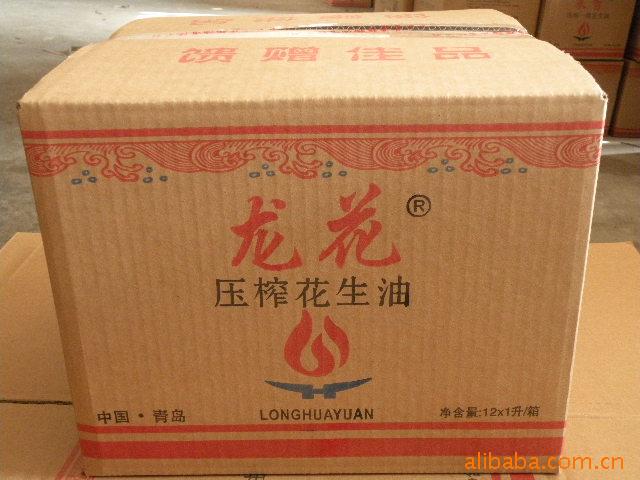 馈赠佳品
龙花®
压榨花生油
LONGHUAYUAN
中国·青岛
净含量:12x1升/箱
alibaba.com.cn